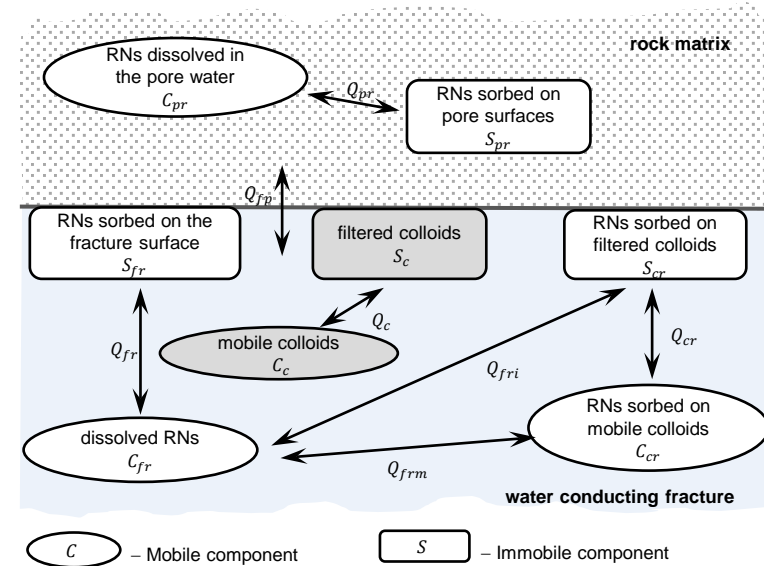 rock matrix
RNs dissolved in
the pore water
C_pr
Q_pr
RNs sorbed on
pore surfaces
S_pr
Q_fp
RNs sorbed on the
fracture surface
S_fr
filtered colloids
S_c
RNs sorbed on
filtered colloids
S_cr
Q_c
mobile colloids
C_c
Q_fr
Q_fri
Q_cr
dissolved RNs
C_fr
RNs sorbed on
mobile colloids
C_cr
Q_frm
water conducting fracture
C – Mobile component
S – Immobile component